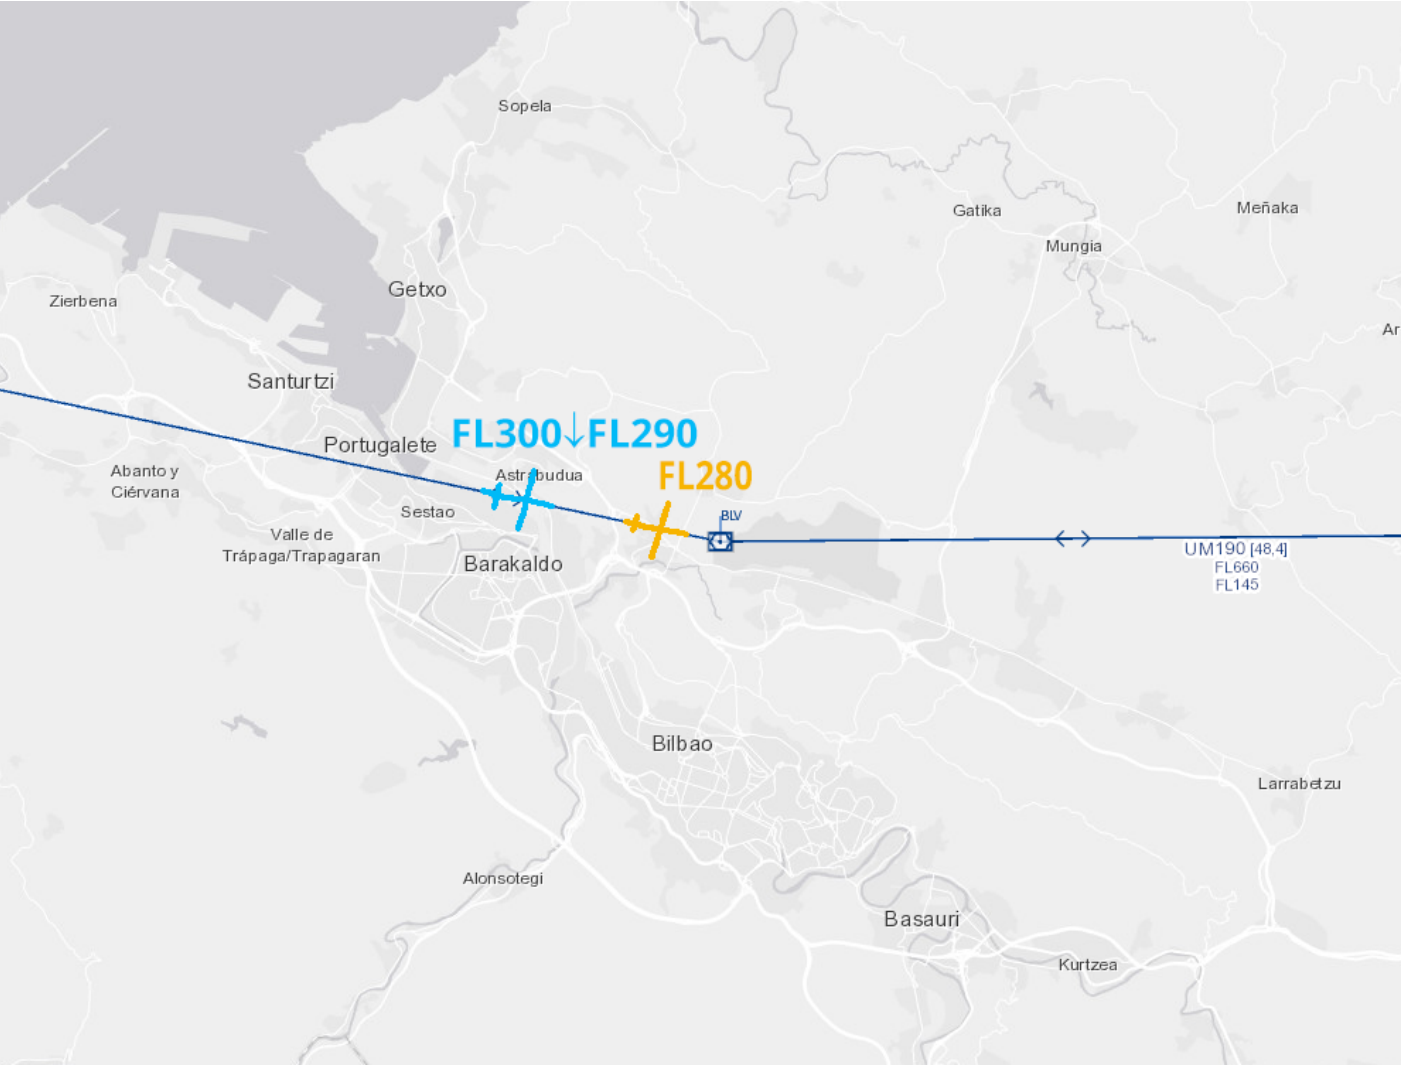 Sopela
Meñaka
Gatika
Mungia
Getxo
Zierbena
Ar
Santurtzi
FL300↓FL290
Portugalete
Abanto y
Ciérvana
Astrabudua
FL280
Sestao
BLV
Valle de
Trápaga/Trapagaran
Barakaldo
UM190 [48,4]
FL660
FL145
Bilbao
Larrabetzu
Alonsotegi
Basauri
Kurtzea